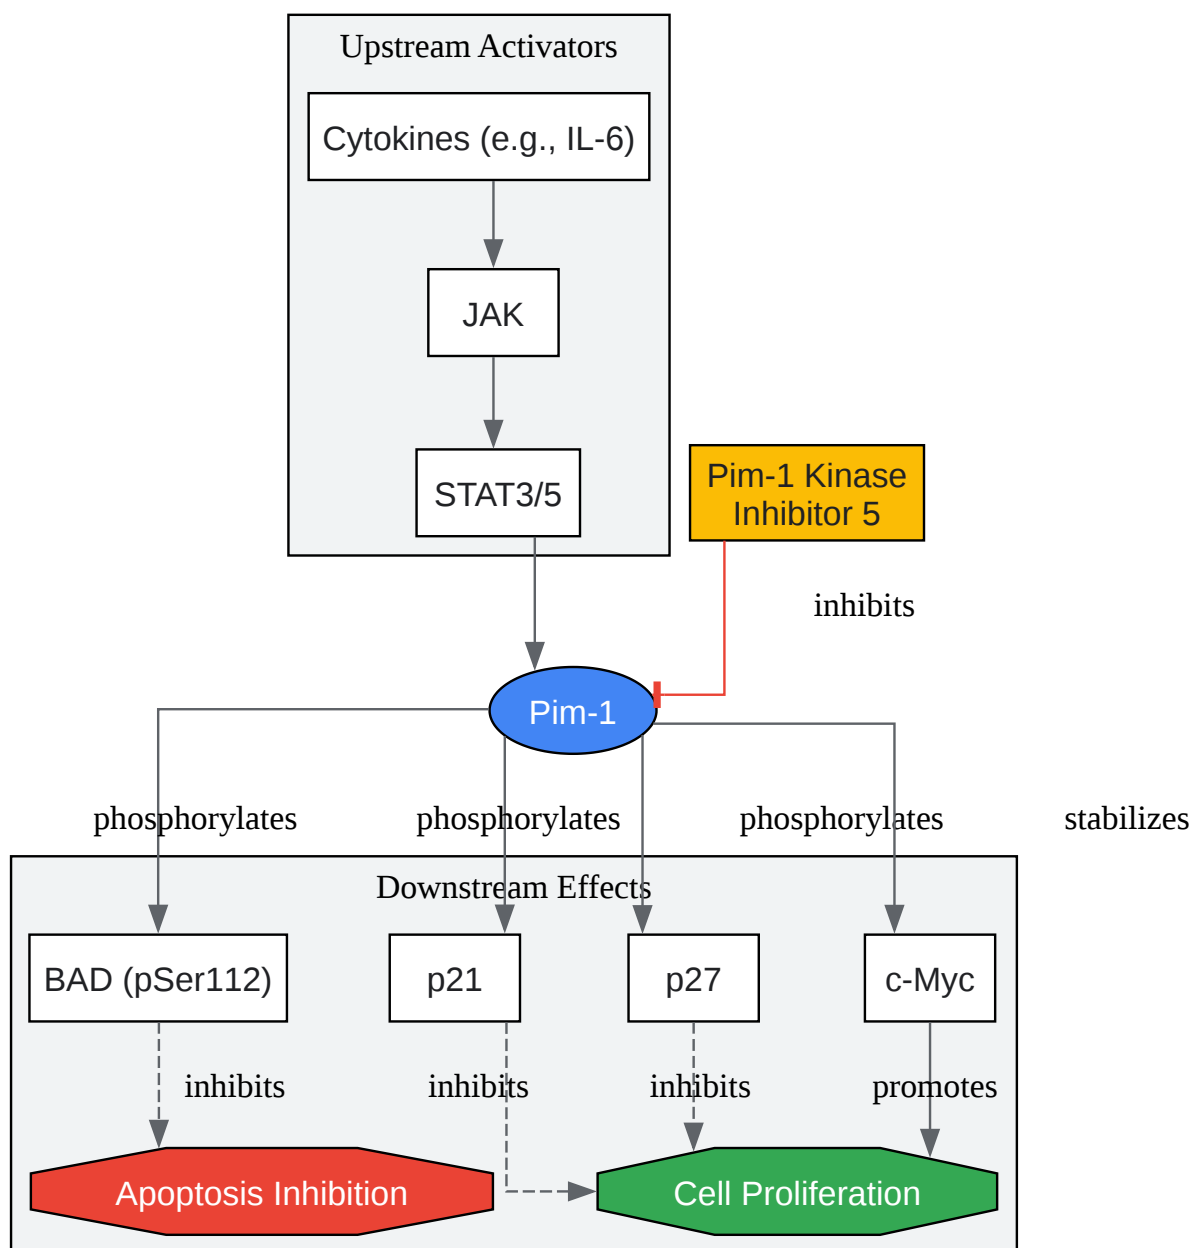 Upstream Activators
Cytokines (e.g., IL-6)
JAK
STAT3/5
Pim-1 Kinase
Inhibitor 5
inhibits
Pim-1
phosphorylates
phosphorylates
phosphorylates
stabilizes
Downstream Effects
BAD (pSer112)
p21
p27
c-Myc
inhibits
inhibits
inhibits
promotes
Apoptosis Inhibition
Cell Proliferation